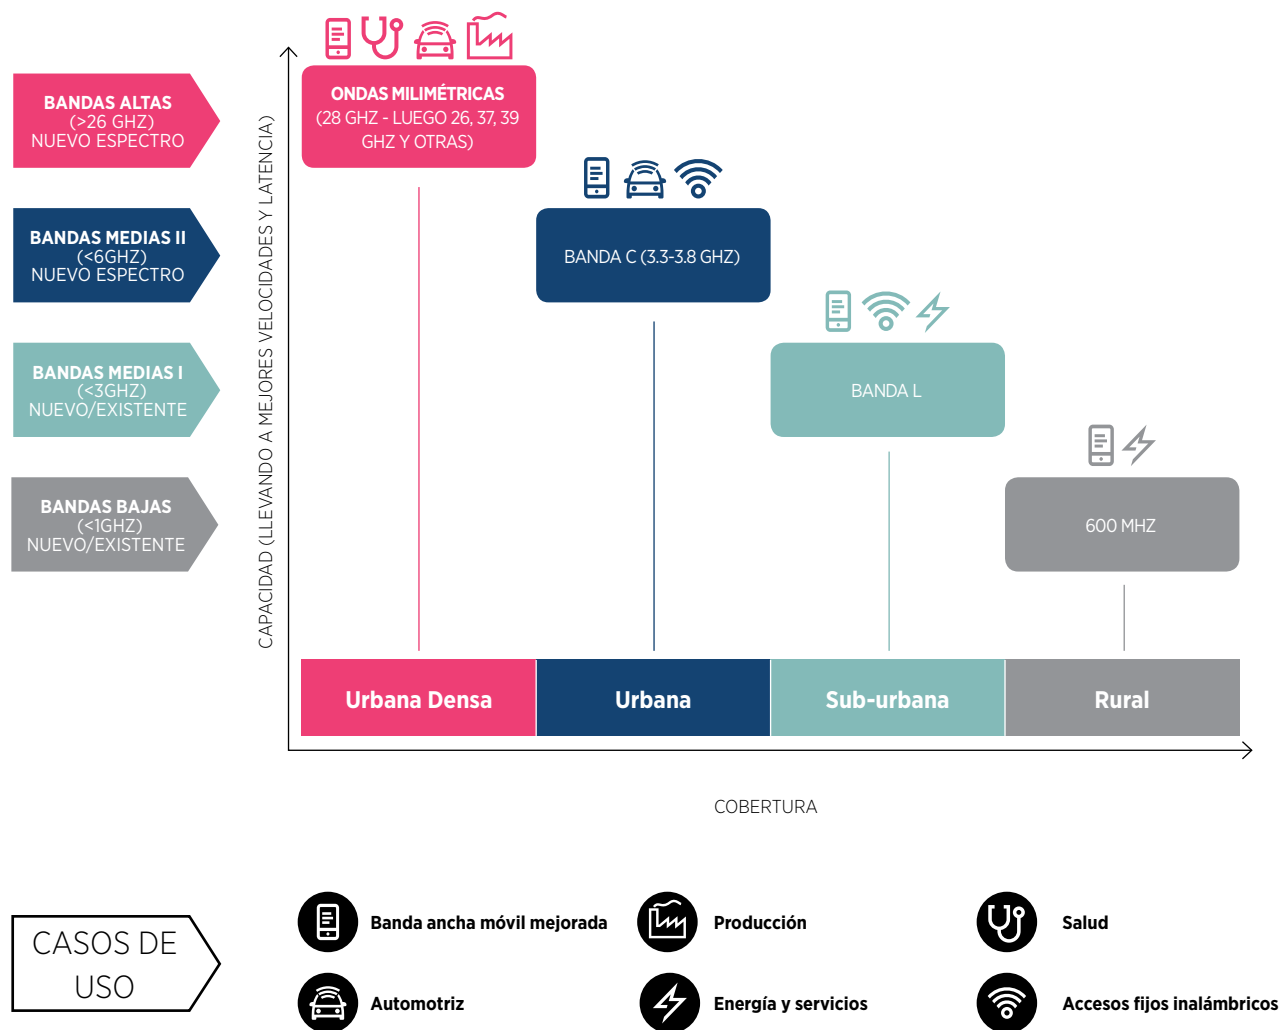 BANDAS ALTAS
(>26 GHZ)
NUEVO ESPECTRO
BANDAS MEDIAS II
(<6GHZ)
NUEVO ESPECTRO
BANDAS MEDIAS I
(<3GHZ)
NUEVO/EXISTENTE
BANDAS BAJAS
(<1GHZ)
NUEVO/EXISTENTE
CAPACIDAD (LLEVANDO A MEJORES VELOCIDADES Y LATENCIA)
ONDAS MILIMÉTRICAS
(28 GHZ - LUEGO 26, 37, 39
GHZ Y OTRAS)
BANDA C (3.3-3.8 GHZ)
BANDA L
600 MHZ
Urbana Densa
Urbana
Sub-urbana
Rural
COBERTURA
CASOS DE
USO
Banda ancha móvil mejorada
Producción
Salud
Automotriz
Energía y servicios
Accesos fijos inalámbricos